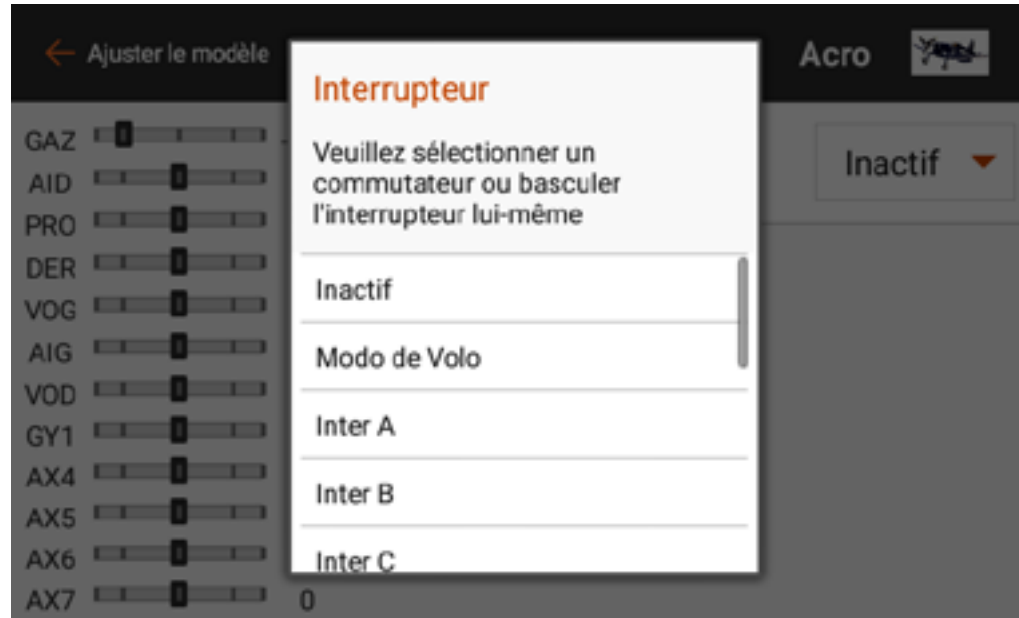 Ajuster le modèle
Acro
Interrupteur
Veuillez sélectionner un
commutateur ou basculer
l'interrupteur lui-même
Inactif
Modo de Volo
Inter A
Inter B
Inter C
Inactif
GAZ
AID
PRO
DER
VOG
AIG
VOD
GY1
AX4
AX5
AX6
AX7 0